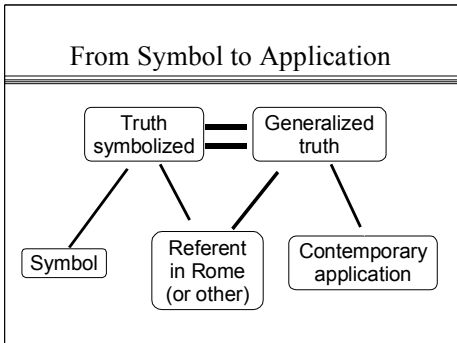 From Symbol to Application
Truth
symbolized
Generalized
truth
Symbol
Referent
in Rome
(or other)
Contemporary
application